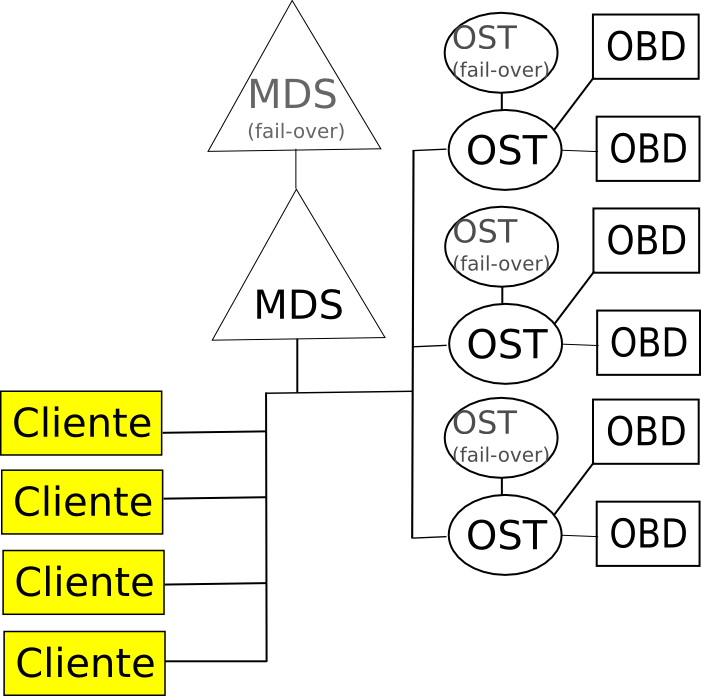 MDS
(fail-over)
MDS
Cliente
Cliente
Cliente
Cliente
OST
(fail-over)
OST
OBD
OBD
OST
(fail-over)
OST
OBD
OBD
OST
(fail-over)
OST
OBD
OBD